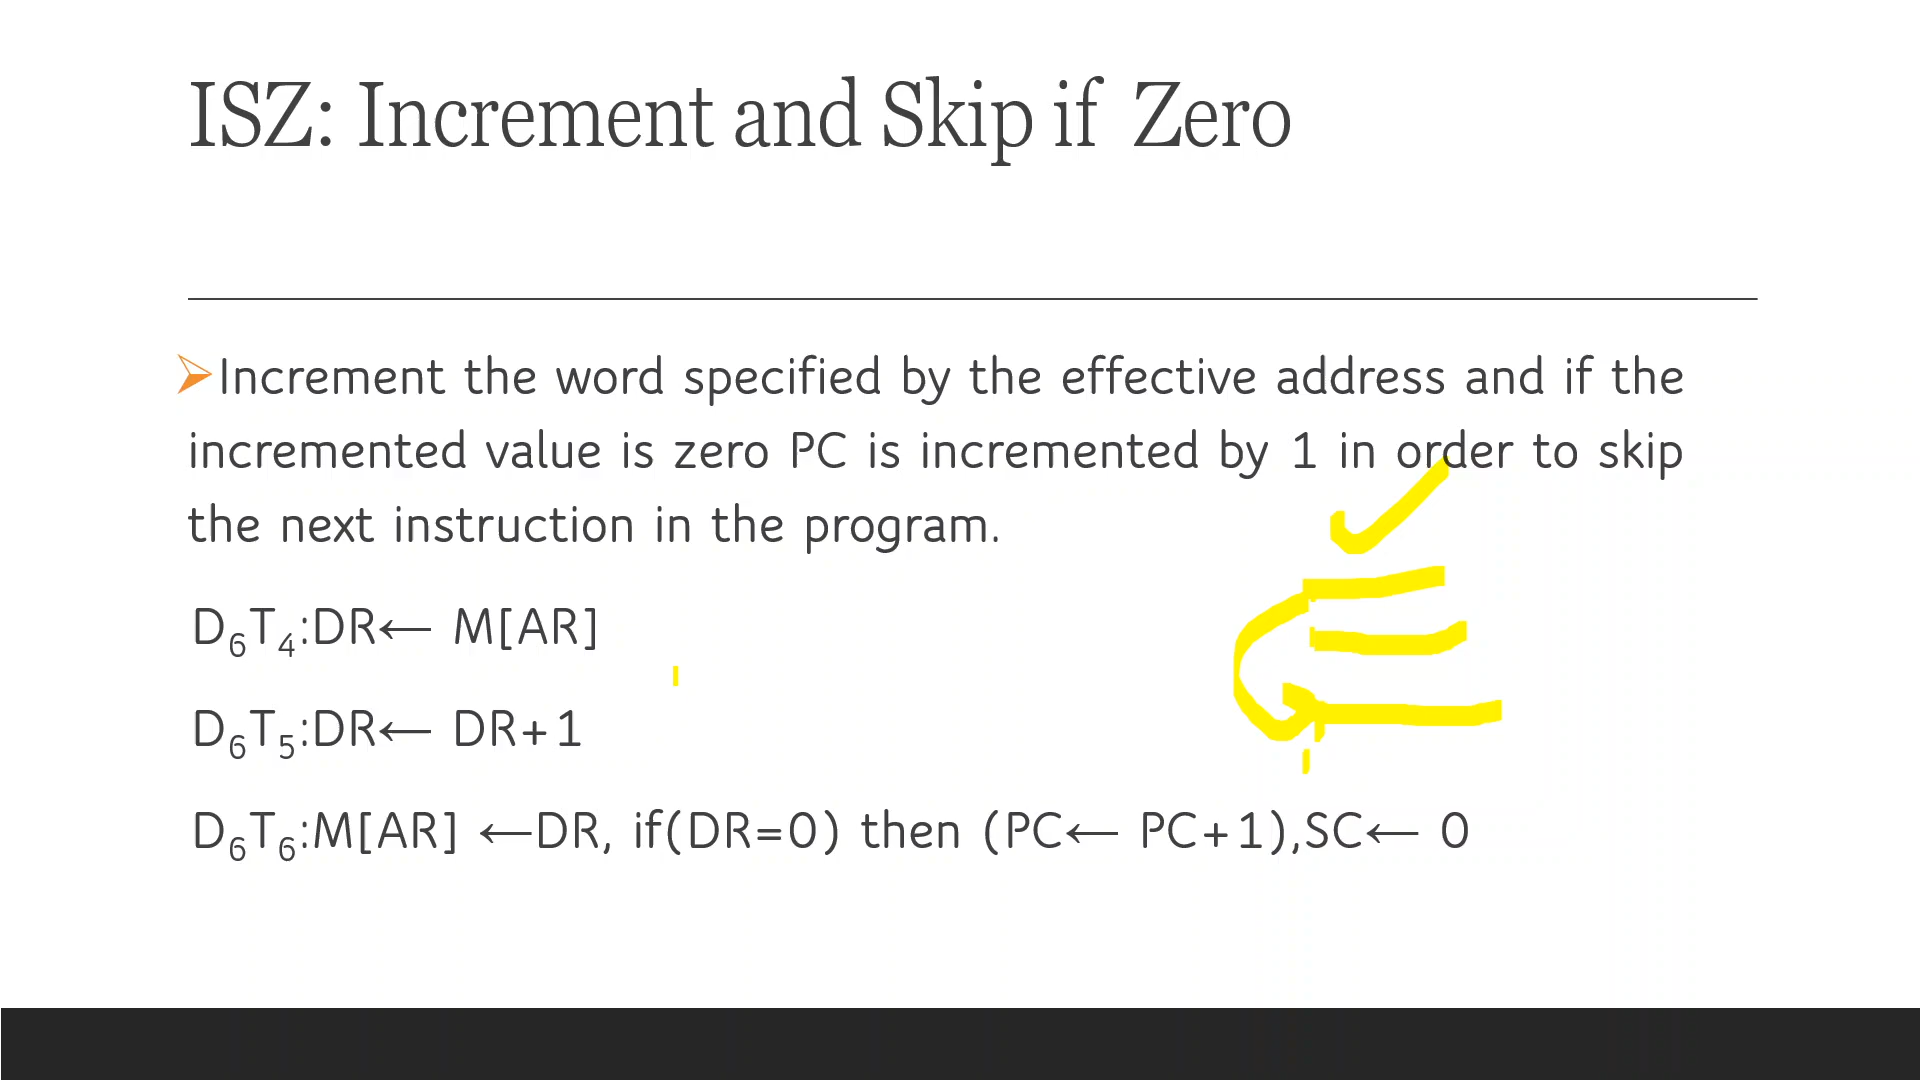 ISZ: Increment and Skip if Zero
➢Increment the word specified by the effective address and if the
incremented value is zero PC is incremented by 1 in order to skip
the next instruction in the program.
D₆T₄:DR← M[AR]
D₆T₅:DR← DR+1
D₆T₆:M[AR] ←DR, if(DR=0) then (PC← PC+1),SC← 0